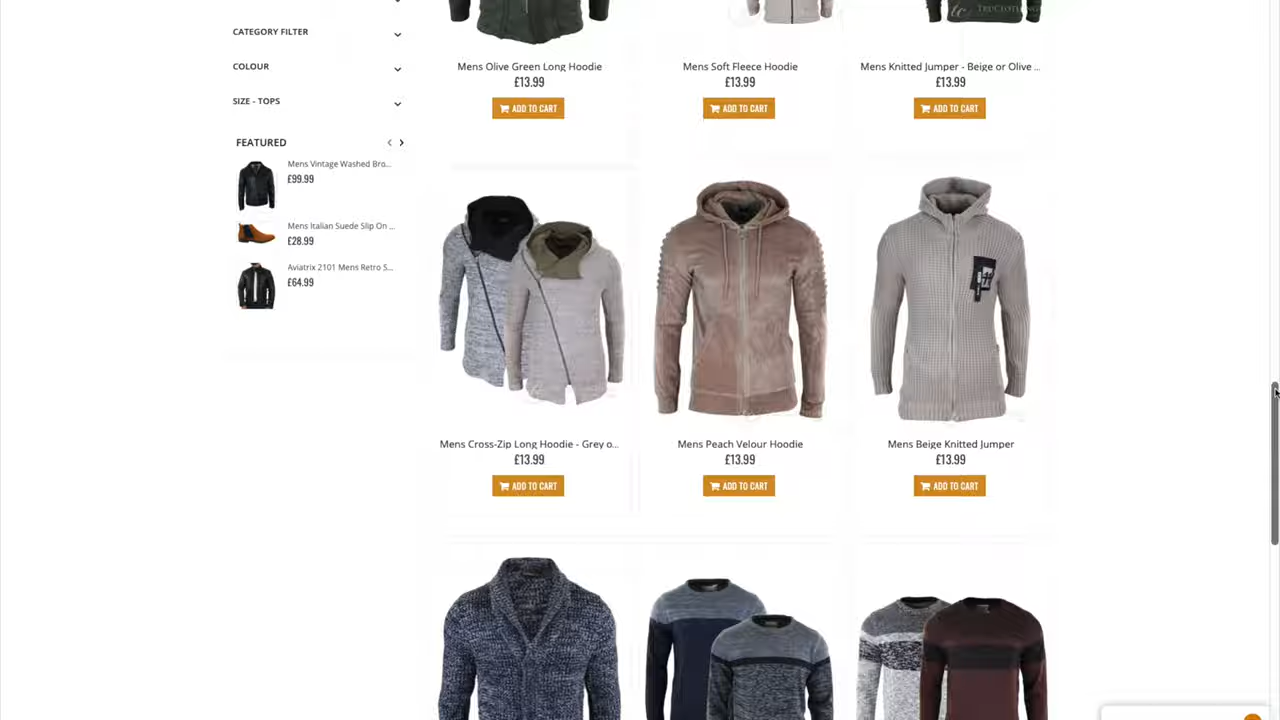 CATEGORY FILTER
COLOUR
SIZE - TOPS
FEATURED
Mens Vintage Washed Bro...
£99.99
Mens Italian Suede Slip On ...
£28.99
Aviatrix 2101 Mens Retro S...
£64.99
Mens Olive Green Long Hoodie
£13.99
ADD TO CART
Mens Soft Fleece Hoodie
£13.99
ADD TO CART
TRUCLOTHING
Mens Knitted Jumper - Beige or Olive ...
£13.99
ADD TO CART
Mens Cross-Zip Long Hoodie - Grey o...
£13.99
ADD TO CART
Mens Peach Velour Hoodie
£13.99
ADD TO CART
Mens Beige Knitted Jumper
£13.99
ADD TO CART